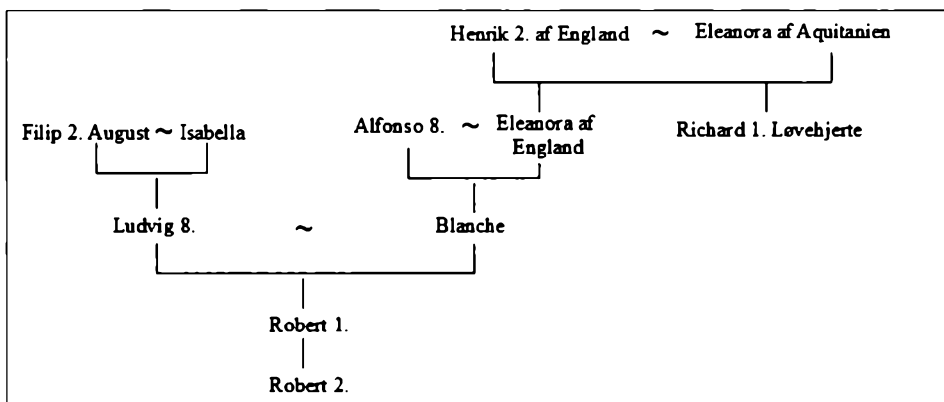 Henrik 2. af England ~ Eleanora af Aquitanien
Filip 2. August ~ Isabella
Alfonso 8. ~ Eleanora af
England
Richard 1. Løvehjerte
Ludvig 8. ~ Blanche
Robert 1.
Robert 2.